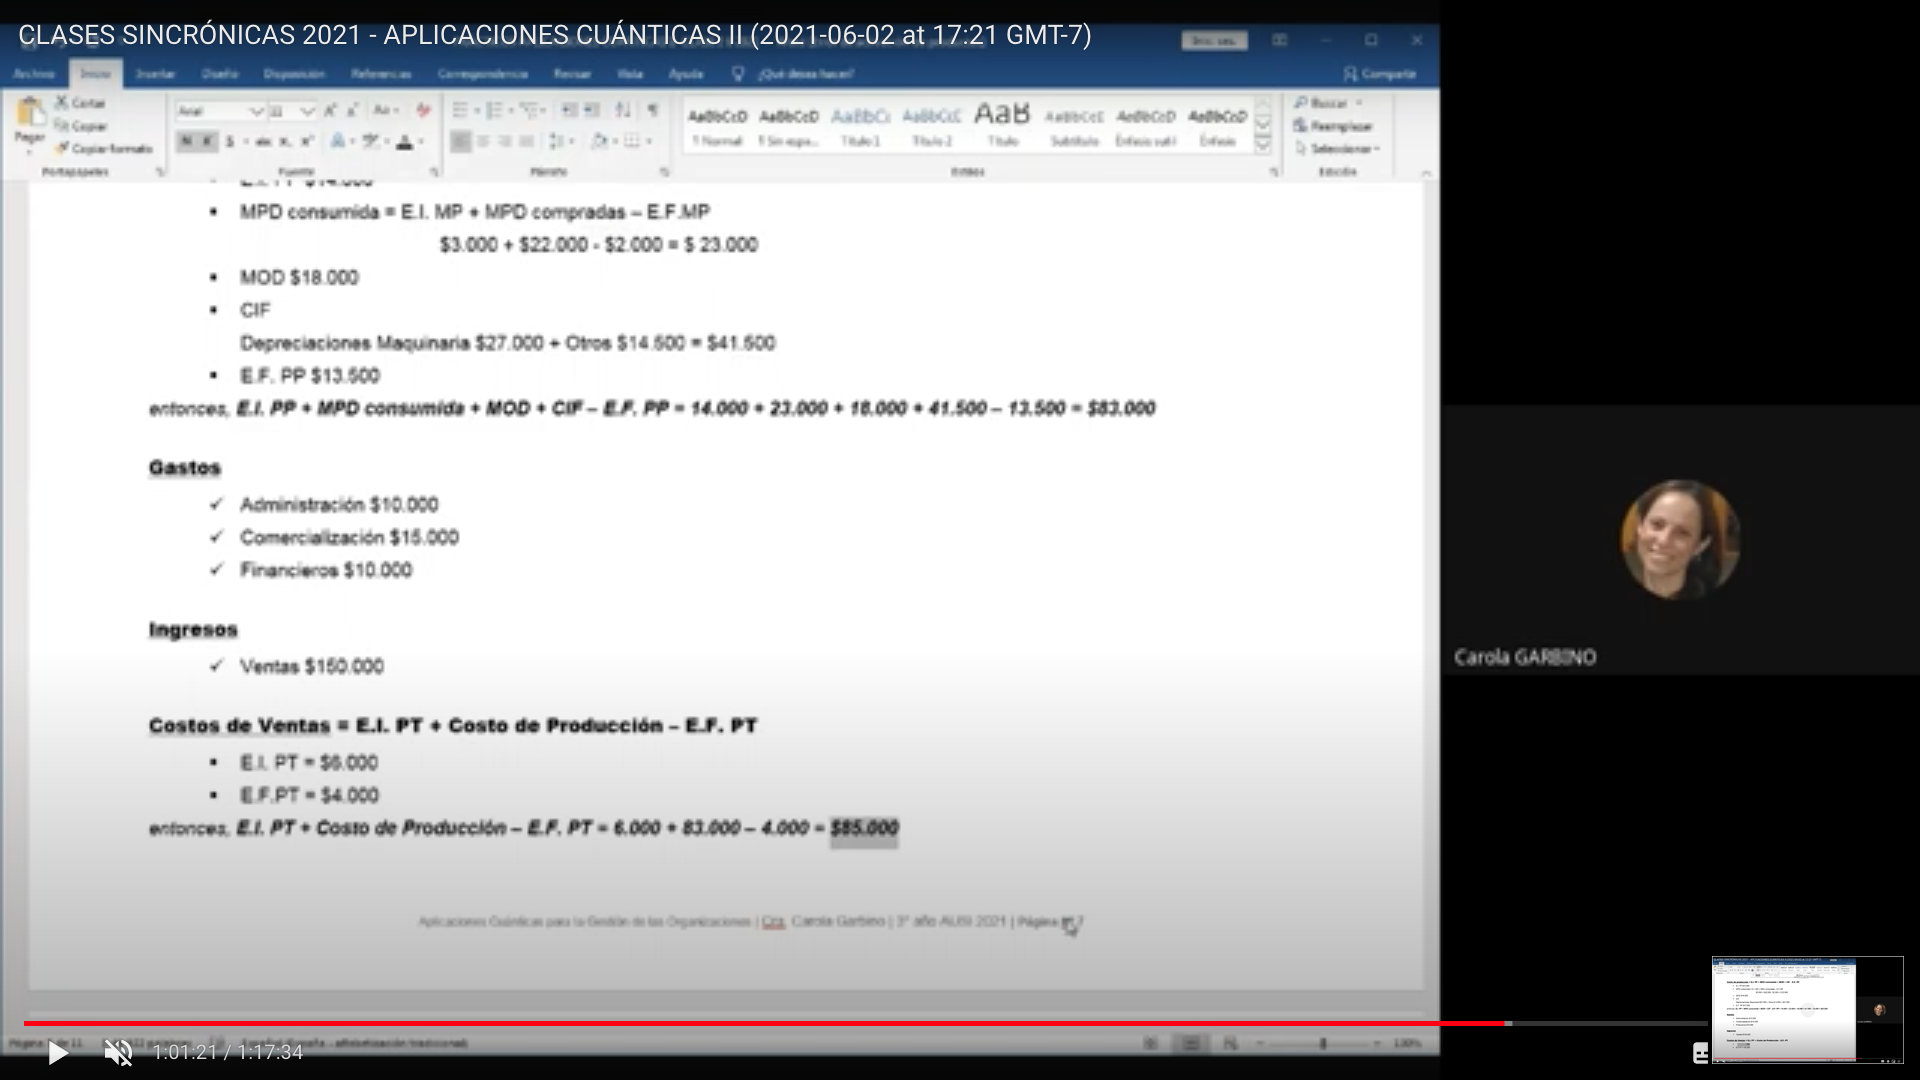 CLASES SINCRÓNICAS 2021 - APLICACIONES CUÁNTICAS II (2021-06-02 at 17:21 GMT-7)
Archivo Inicio Insertar Diseño Disposición Referencias Correspondencia Revisar Vista Ayuda ¿Qué desea hacer? Compartir
Cortar
Copiar
Pegar
Copiar formato
Portapapeles
Arial 11
Fuente
Párrafo
AaBbCcD AaBbCcD AaBbCc AaBbCcC AaB AaBbCcC AaBbCcD AaBbCcD
¶ Normal ¶ Sin espa... Título 1 Título 2 Título Subtítulo Énfasis sutil Énfasis
Estilos
Buscar
Reemplazar
Seleccionar
Edición
E.I. PP $14.000
▪ MPD consumida = E.I. MP + MPD compradas – E.F.MP
$3.000 + $22.000 - $2.000 = $ 23.000
▪ MOD $18.000
▪ CIF
Depreciaciones Maquinaria $27.000 + Otros $14.500 = $41.500
▪ E.F. PP $13.500
entonces, E.I. PP + MPD consumida + MOD + CIF – E.F. PP = 14.000 + 23.000 + 18.000 + 41.500 – 13.500 = $83.000
Gastos
✓ Administración $10.000
✓ Comercialización $15.000
✓ Financieros $10.000
Ingresos
✓ Ventas $150.000
Costos de Ventas = E.I. PT + Costo de Producción – E.F. PT
▪ E.I. PT = $6.000
▪ E.F.PT = $4.000
entonces, E.I. PT + Costo de Producción – E.F. PT = 6.000 + 83.000 – 4.000 = $85.000
Aplicaciones Cuánticas para la Gestión de las Organizaciones | Cra. Carola Garbino | 3° año AUSI 2021 | Página
Carola GARBINO
1:01:21 / 1:17:34
100%